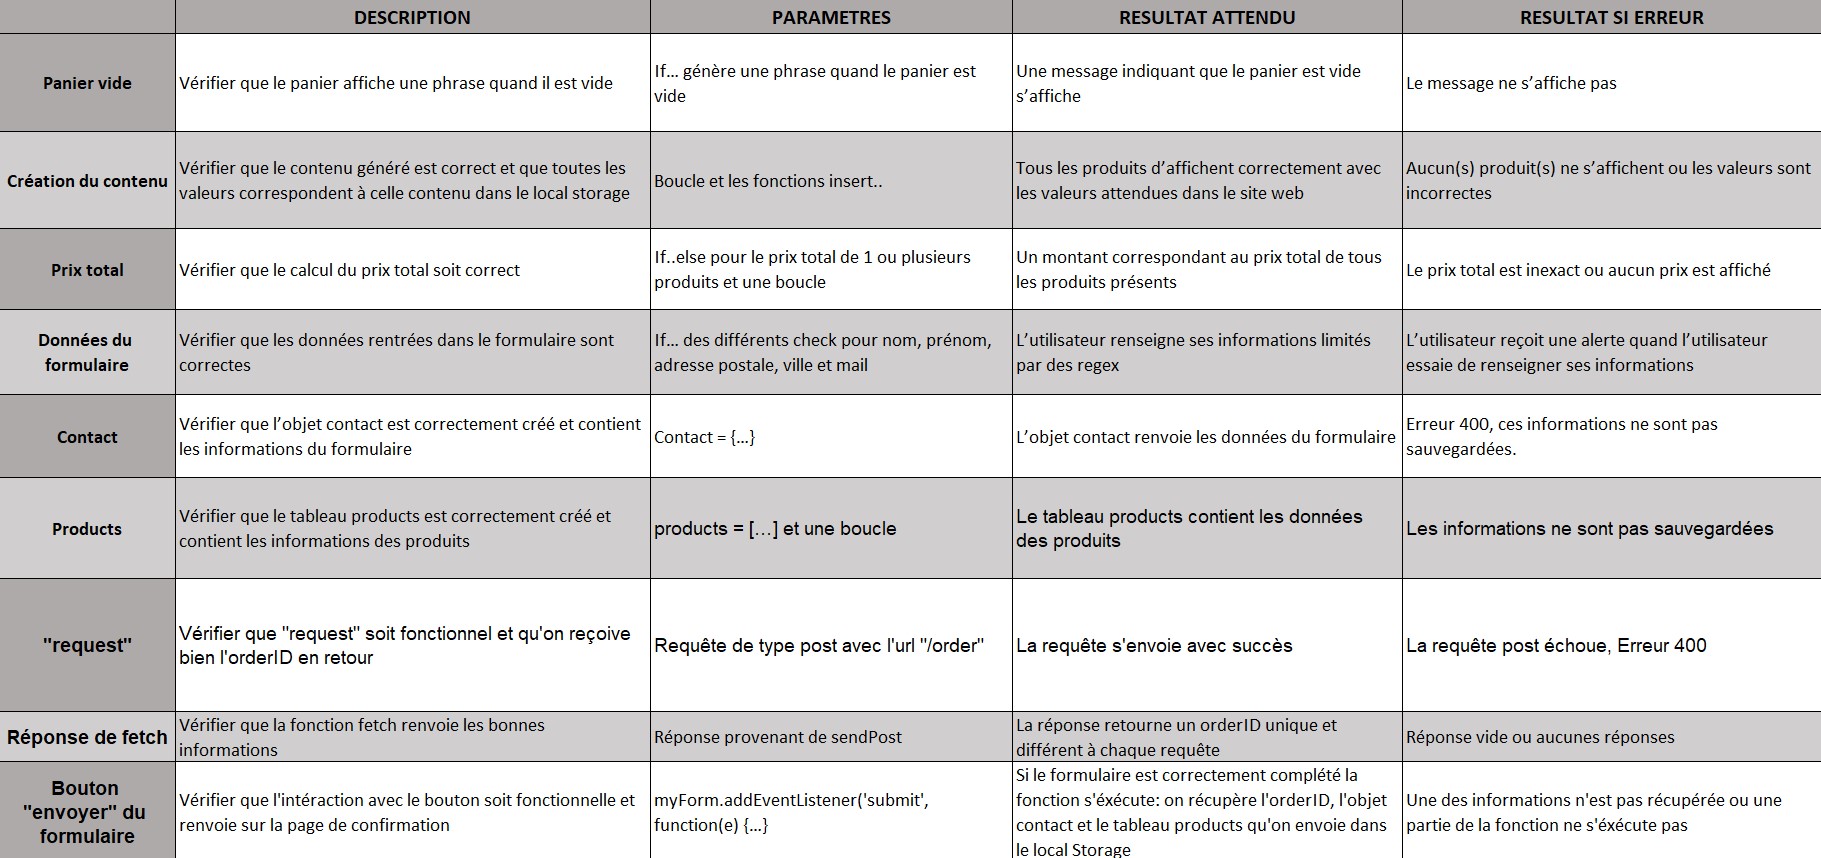 DESCRIPTION PARAMETRES RESULTAT ATTENDU RESULTAT SI ERREUR
Panier vide
Vérifier que le panier affiche une phrase quand il est vide
If... génère une phrase quand le panier est
vide
Une message indiquant que le panier est vide
s’affiche
Le message ne s’affiche pas
Création du contenu
Vérifier que le contenu généré est correct et que toutes les
valeurs correspondent à celle contenu dans le local storage
Boucle et les fonctions insert..
Tous les produits d’affichent correctement avec
les valeurs attendues dans le site web
Aucun(s) produit(s) ne s’affichent ou les valeurs sont
incorrectes
Prix total
Vérifier que le calcul du prix total soit correct
If..else pour le prix total de 1 ou plusieurs
produits et une boucle
Un montant correspondant au prix total de tous
les produits présents
Le prix total est inexact ou aucun prix est affiché
Données du
formulaire
Vérifier que les données rentrées dans le formulaire sont
correctes
If... des différents check pour nom, prénom,
adresse postale, ville et mail
L’utilisateur renseigne ses informations limités
par des regex
L’utilisateur reçoit une alerte quand l’utilisateur
essaie de renseigner ses informations
Contact
Vérifier que l’objet contact est correctement créé et contient
les informations du formulaire
Contact = {...}
L’objet contact renvoie les données du formulaire
Erreur 400, ces informations ne sont pas
sauvegardées.
Products
Vérifier que le tableau products est correctement créé et
contient les informations des produits
products = [...] et une boucle
Le tableau products contient les données
des produits
Les informations ne sont pas sauvegardées
"request"
Vérifier que "request" soit fonctionnel et qu'on reçoive
bien l'orderID en retour
Requête de type post avec l'url "/order"
La requête s'envoie avec succès
La requête post échoue, Erreur 400
Réponse de fetch
Vérifier que la fonction fetch renvoie les bonnes
informations
Réponse provenant de sendPost
La réponse retourne un orderID unique et
différent à chaque requête
Réponse vide ou aucunes réponses
Bouton
"envoyer" du
formulaire
Vérifier que l'intéraction avec le bouton soit fonctionnelle et
renvoie sur la page de confirmation
myForm.addEventListener('submit',
function(e) {...}
Si le formulaire est correctement complété la
fonction s'éxécute: on récupère l'orderID, l'objet
contact et le tableau products qu'on envoie dans
le local Storage
Une des informations n'est pas récupérée ou une
partie de la fonction ne s'éxécute pas